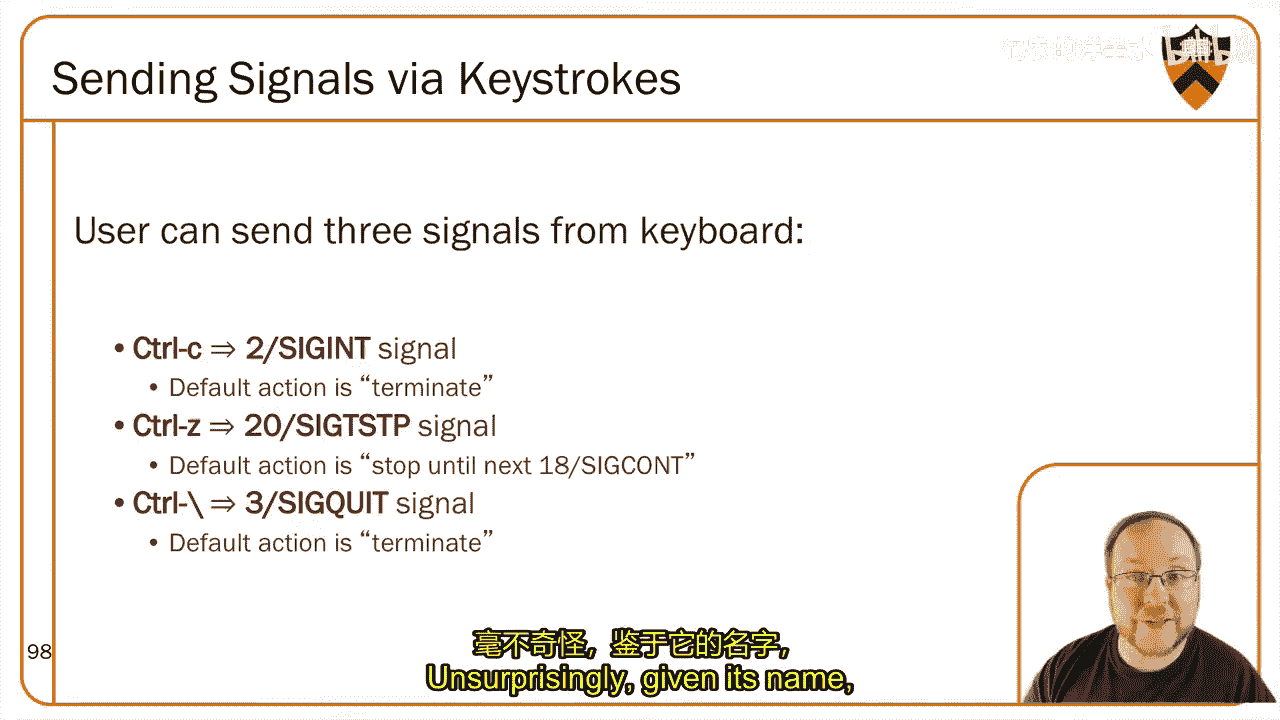 Sending Signals via Keystrokes
User can send three signals from keyboard:
• Ctrl-c ⇒ 2/SIGINT signal
• Default action is “terminate”
• Ctrl-z ⇒ 20/SIGTSTP signal
• Default action is “stop until next 18/SIGCONT”
• Ctrl-\ ⇒ 3/SIGQUIT signal
• Default action is “terminate”
98
毫不奇怪，鉴于它的名字，
Unsurprisingly, given its name,